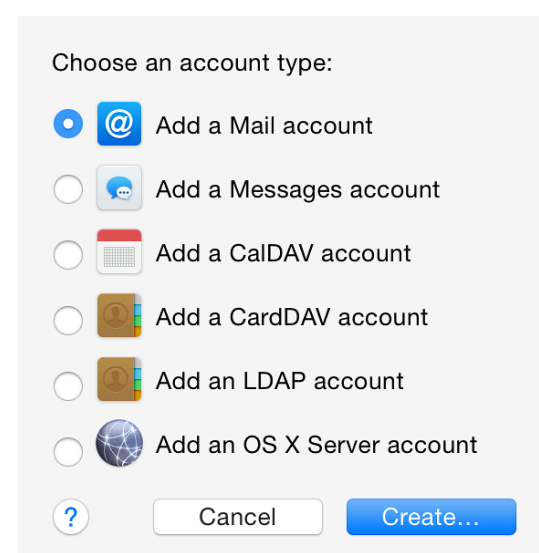 Choose an account type:
@
Add a Mail account
Add a Messages account
Add a CalDAV account
Add a CardDAV account
Add an LDAP account
Add an OS X Server account
?
Cancel
Create...